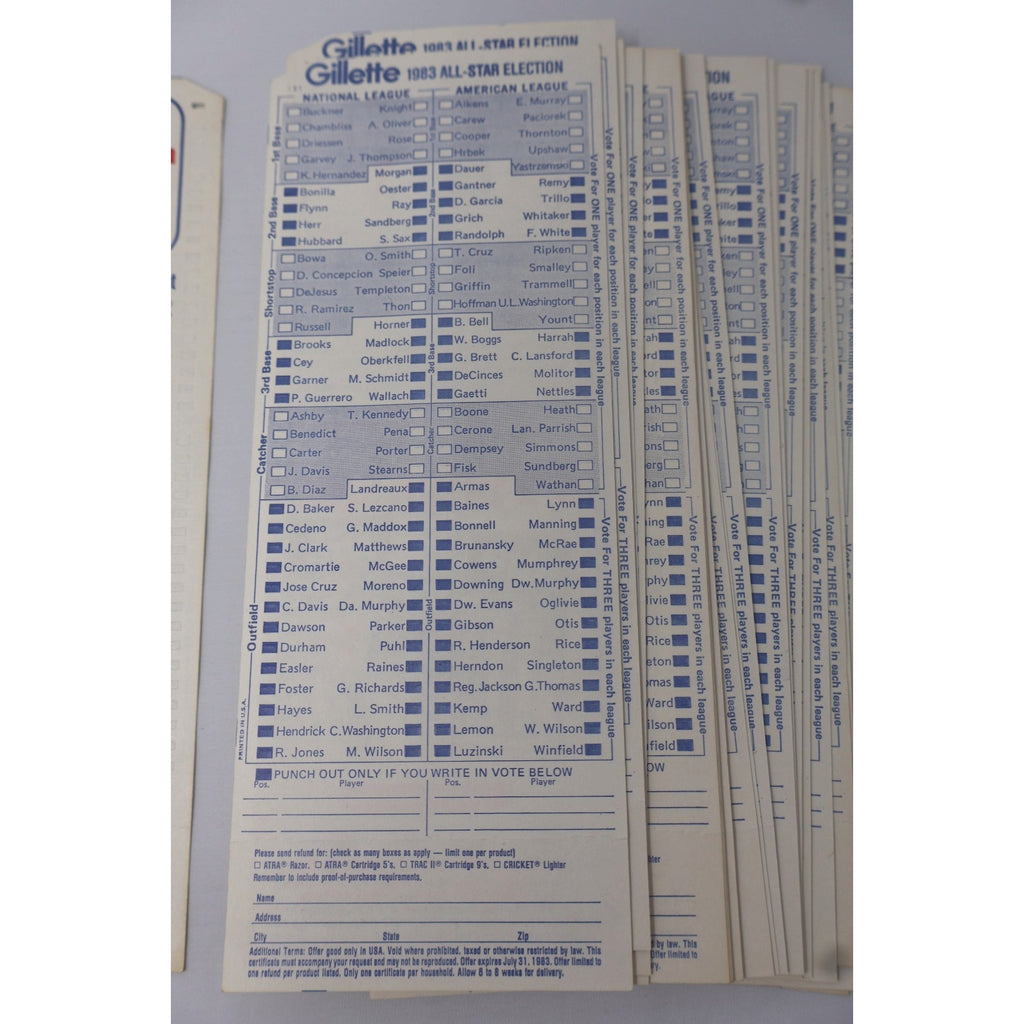 Gillette 1983 ALL-STAR ELECTION
Gillette 1983 ALL-STAR ELECTION
NATIONAL LEAGUE AMERICAN LEAGUE
1st Base
Buckner Knight Aikens E. Murray
Chambliss A. Oliver Carew Paciorek
Driessen Rose Cooper Thornton
Garvey J. Thompson Hrbek Upshaw
K. Hernandez Morgan Dauer Yastrzemski
2nd Base
Bonilla Oester Gantner Remy
Flynn Ray D. Garcia Trillo
Herr Sandberg Grich Whitaker
Hubbard S. Sax Randolph F. White
Shortstop
Bowa O. Smith T. Cruz Ripken
D. Concepcion Speier Foli Smalley
DeJesus Templeton Griffin Trammell
R. Ramirez Thon Hoffman U.L. Washington
Russell Horner B. Bell Yount
3rd Base
Brooks Madlock W. Boggs Harrah
Cey Oberkfell G. Brett C. Lansford
Garner M. Schmidt DeCinces Molitor
P. Guerrero Wallach Gaetti Nettles
Catcher
Ashby T. Kennedy Boone Heath
Benedict Pena Cerone Lan. Parrish
Carter Porter Dempsey Simmons
J. Davis Stearns Fisk Sundberg
B. Diaz Landreaux Armas Wathan
Outfield
D. Baker S. Lezcano Baines Lynn
Cedeno G. Maddox Bonnell Manning
J. Clark Matthews Brunansky McRae
Cromartie McGee Cowens Mumphrey
Jose Cruz Moreno Downing Dw. Murphy
C. Davis Da. Murphy Dw. Evans Oglivie
Dawson Parker Gibson Otis
Durham Puhl R. Henderson Rice
Easler Raines Herndon Singleton
Foster G. Richards Reg. Jackson G. Thomas
Hayes L. Smith Kemp Ward
Hendrick C. Washington Lemon W. Wilson
R. Jones M. Wilson Luzinski Winfield
Vote For ONE player for each position in each league
Vote For THREE players in each league
PRINTED IN U.S.A.
PUNCH OUT ONLY IF YOU WRITE IN VOTE BELOW
Pos. Player Pos. Player
Please send refund for: (check as many boxes as apply — limit one per product)
☐ ATRA® Razor, ☐ ATRA® Cartridge 5's, ☐ TRAC II® Cartridge 9's, ☐ CRICKET® Lighter
Remember to include proof-of-purchase requirements.
Name
Address
City State Zip
Additional Terms: Offer good only in USA. Void where prohibited, taxed or otherwise restricted by law. This
certificate must accompany your request and may not be reproduced. Offer expires July 31, 1983. Offer limited to
one refund per product listed. Only one certificate per household. Allow 6 to 8 weeks for delivery.